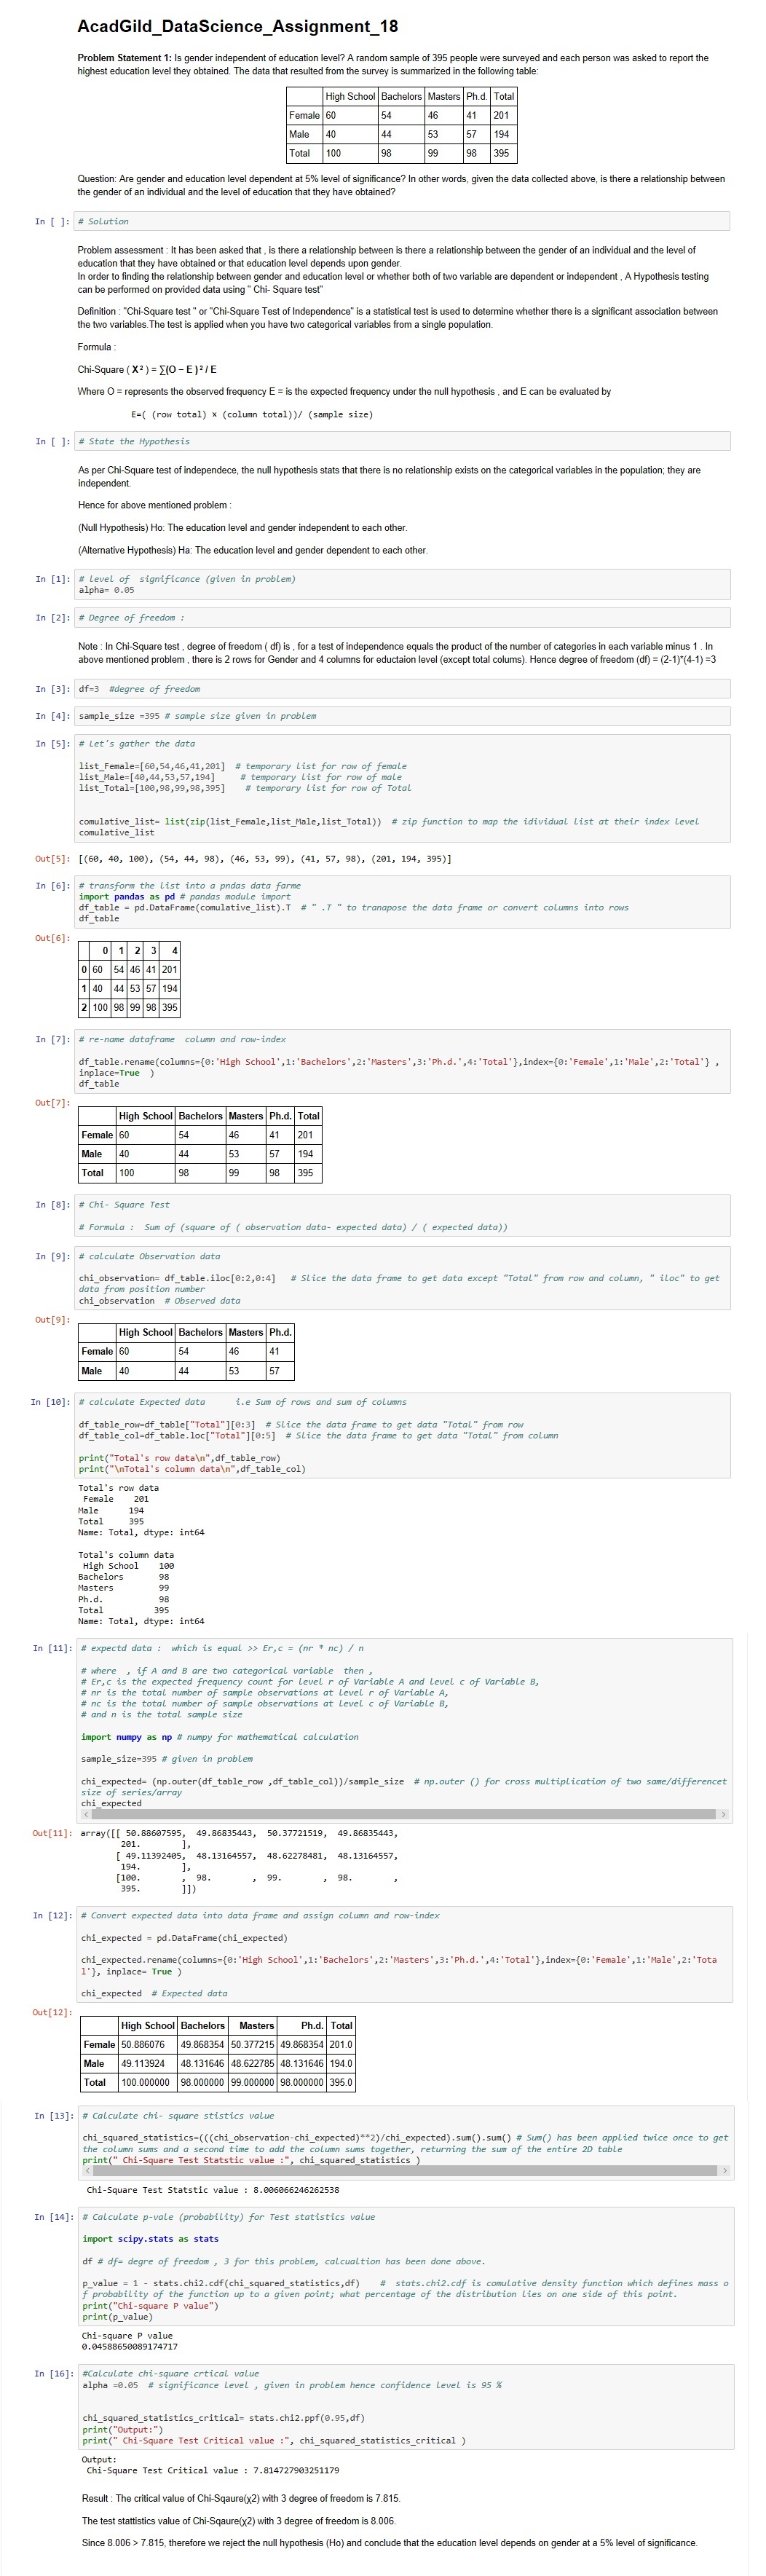 AcadGild_DataScience_Assignment_18
Problem Statement 1: Is gender independent of education level? A random sample of 395 people were surveyed and each person was asked to report the
highest education level they obtained. The data that resulted from the survey is summarized in the following table:
High School Bachelors Masters Ph.d. Total
Female 60 54 46 41 201
Male 40 44 53 57 194
Total 100 98 99 98 395
Question: Are gender and education level dependent at 5% level of significance? In other words, given the data collected above, is there a relationship between
the gender of an individual and the level of education that they have obtained?
In [ ]: # Solution
Problem assessment : It has been asked that , is there a relationship between is there a relationship between the gender of an individual and the level of
education that they have obtained or that education level depends upon gender.
In order to finding the relationship between gender and education level or whether both of two variable are dependent or independent , A Hypothesis testing
can be performed on provided data using " Chi- Square test"
Definition : "Chi-Square test " or "Chi-Square Test of Independence" is a statistical test is used to determine whether there is a significant association between
the two variables.The test is applied when you have two categorical variables from a single population.
Formula :
Chi-Square ( X² ) = ∑(O − E )² / E
Where O = represents the observed frequency E = is the expected frequency under the null hypothesis , and E can be evaluated by
E=( (row total) × (column total))/ (sample size)
In [ ]: # State the Hypothesis
As per Chi-Square test of independece, the null hypothesis stats that there is no relationship exists on the categorical variables in the population; they are
independent.
Hence for above mentioned problem :
(Null Hypothesis) Ho: The education level and gender independent to each other.
(Alternative Hypothesis) Ha: The education level and gender dependent to each other.
In [1]: # level of  significance (given in problem)
alpha= 0.05
In [2]: # Degree of freedom :
Note : In Chi-Square test , degree of freedom ( df) is , for a test of independence equals the product of the number of categories in each variable minus 1 . In
above mentioned problem , there is 2 rows for Gender and 4 columns for eductaion level (except total colums). Hence degree of freedom (df) = (2-1)*(4-1) =3
In [3]: df=3  #degree of freedom
In [4]: sample_size =395 # sample size given in problem
In [5]: # let's gather the data
list_Female=[60,54,46,41,201]  # temporary list for row of female
list_Male=[40,44,53,57,194]     # temporary list for row of male
list_Total=[100,98,99,98,395]    # temporary list for row of Total
comulative_list= list(zip(list_Female,list_Male,list_Total))  # zip function to map the idividual list at their index level
comulative_list
Out[5]: [(60, 40, 100), (54, 44, 98), (46, 53, 99), (41, 57, 98), (201, 194, 395)]
In [6]: # transform the list into a pndas data farme
import pandas as pd # pandas module import
df_table = pd.DataFrame(comulative_list).T  # " .T " to tranapose the data frame or convert columns into rows
df_table
Out[6]:
0 1 2 3 4
0 60 54 46 41 201
1 40 44 53 57 194
2 100 98 99 98 395
In [7]: # re-name dataframe  column and row-index
df_table.rename(columns={0:'High School',1:'Bachelors',2:'Masters',3:'Ph.d.',4:'Total'},index={0:'Female',1:'Male',2:'Total'} ,
inplace=True  )
df_table
Out[7]:
High School Bachelors Masters Ph.d. Total
Female 60 54 46 41 201
Male 40 44 53 57 194
Total 100 98 99 98 395
In [8]: # Chi- Square Test
# Formula :  Sum of (square of ( observation data- expected data) / ( expected data))
In [9]: # calculate Observation data
chi_observation= df_table.iloc[0:2,0:4]   # Slice the data frame to get data except "Total" from row and column, " iloc" to get
data from position number
chi_observation  # Observed data
Out[9]:
High School Bachelors Masters Ph.d.
Female 60 54 46 41
Male 40 44 53 57
In [10]: # calculate Expected data      i.e Sum of rows and sum of columns
df_table_row=df_table["Total"][0:3]  # Slice the data frame to get data "Total" from row
df_table_col=df_table.loc["Total"][0:5]  # Slice the data frame to get data "Total" from column
print("Total's row data\n",df_table_row)
print("\nTotal's column data\n",df_table_col)
Total's row data
Female    201
Male      194
Total     395
Name: Total, dtype: int64
Total's column data
High School    100
Bachelors       98
Masters         99
Ph.d.           98
Total          395
Name: Total, dtype: int64
In [11]: # expectd data :  which is equal >> Er,c = (nr * nc) / n
# where  , if A and B are two categorical variable  then ,
# Er,c is the expected frequency count for level r of Variable A and level c of Variable B,
# nr is the total number of sample observations at level r of Variable A,
# nc is the total number of sample observations at level c of Variable B,
# and n is the total sample size
import numpy as np # numpy for mathematical calculation
sample_size=395 # given in problem
chi_expected= (np.outer(df_table_row ,df_table_col))/sample_size  # np.outer () for cross multiplication of two same/differencet
size of series/array
chi_expected
Out[11]: array([[ 50.88607595,  49.86835443,  50.37721519,  49.86835443,
201.        ],
[ 49.11392405,  48.13164557,  48.62278481,  48.13164557,
194.        ],
[100.        ,  98.        ,  99.        ,  98.        ,
395.        ]])
In [12]: # Convert expected data into data frame and assign column and row-index
chi_expected = pd.DataFrame(chi_expected)
chi_expected.rename(columns={0:'High School',1:'Bachelors',2:'Masters',3:'Ph.d.',4:'Total'},index={0:'Female',1:'Male',2:'Tota
l'}, inplace= True )
chi_expected  # Expected data
Out[12]:
High School Bachelors Masters Ph.d. Total
Female 50.886076 49.868354 50.377215 49.868354 201.0
Male 49.113924 48.131646 48.622785 48.131646 194.0
Total 100.000000 98.000000 99.000000 98.000000 395.0
In [13]: # Calculate chi- square stistics value
chi_squared_statistics=(((chi_observation-chi_expected)**2)/chi_expected).sum().sum() # Sum() has been applied twice once to get
the column sums and a second time to add the column sums together, returning the sum of the entire 2D table
print(" Chi-Square Test Statstic value :", chi_squared_statistics )
Chi-Square Test Statstic value : 8.006066246262538
In [14]: # Calculate p-vale (probability) for Test statistics value
import scipy.stats as stats
df # df= degre of freedom , 3 for this problem, calcualtion has been done above.
p_value = 1 - stats.chi2.cdf(chi_squared_statistics,df)    #  stats.chi2.cdf is comulative density function which defines mass o
f probability of the function up to a given point; what percentage of the distribution lies on one side of this point.
print("Chi-square P value")
print(p_value)
Chi-square P value
0.04588650089174717
In [16]: #Calculate chi-square crtical value
alpha =0.05  # significance level , given in problem hence confidence level is 95 %
chi_squared_statistics_critical= stats.chi2.ppf(0.95,df)
print("Output:")
print(" Chi-Square Test Critical value :", chi_squared_statistics_critical )
Output:
Chi-Square Test Critical value : 7.814727903251179
Result : The critical value of Chi-Sqaure(χ2) with 3 degree of freedom is 7.815.
The test stattistics value of Chi-Sqaure(χ2) with 3 degree of freedom is 8.006.
Since 8.006 > 7.815, therefore we reject the null hypothesis (Ho) and conclude that the education level depends on gender at a 5% level of significance.